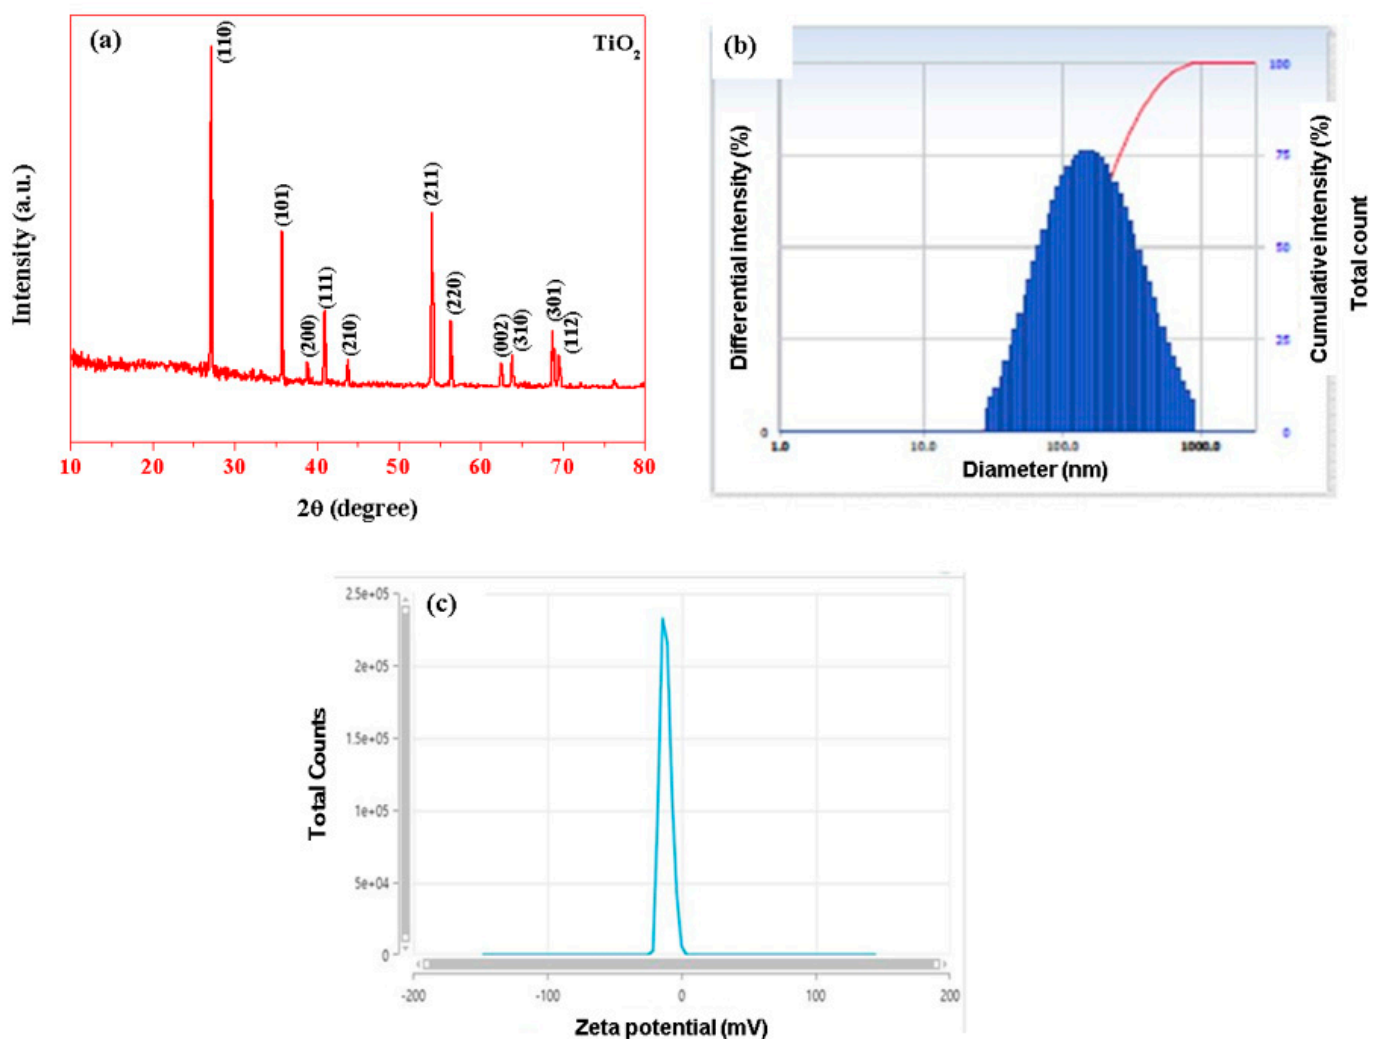 (a)
TiO2
(110)
(101)
(200)
(111)
(210)
(211)
(220)
(002)
(310)
(301)
(112)
Intensity (a.u.)
10 20 30 40 50 60 70 80
2θ (degree)
(b)
Differential intensity (%)
Cumulative intensity (%)
Total count
100
75
50
25
0
0
1.0 10.0 100.0 1000.0
Diameter (nm)
(c)
Total Counts
2.5e+05
2e+05
1.5e+05
1e+05
5e+04
0
-200 -100 0 100 200
Zeta potential (mV)